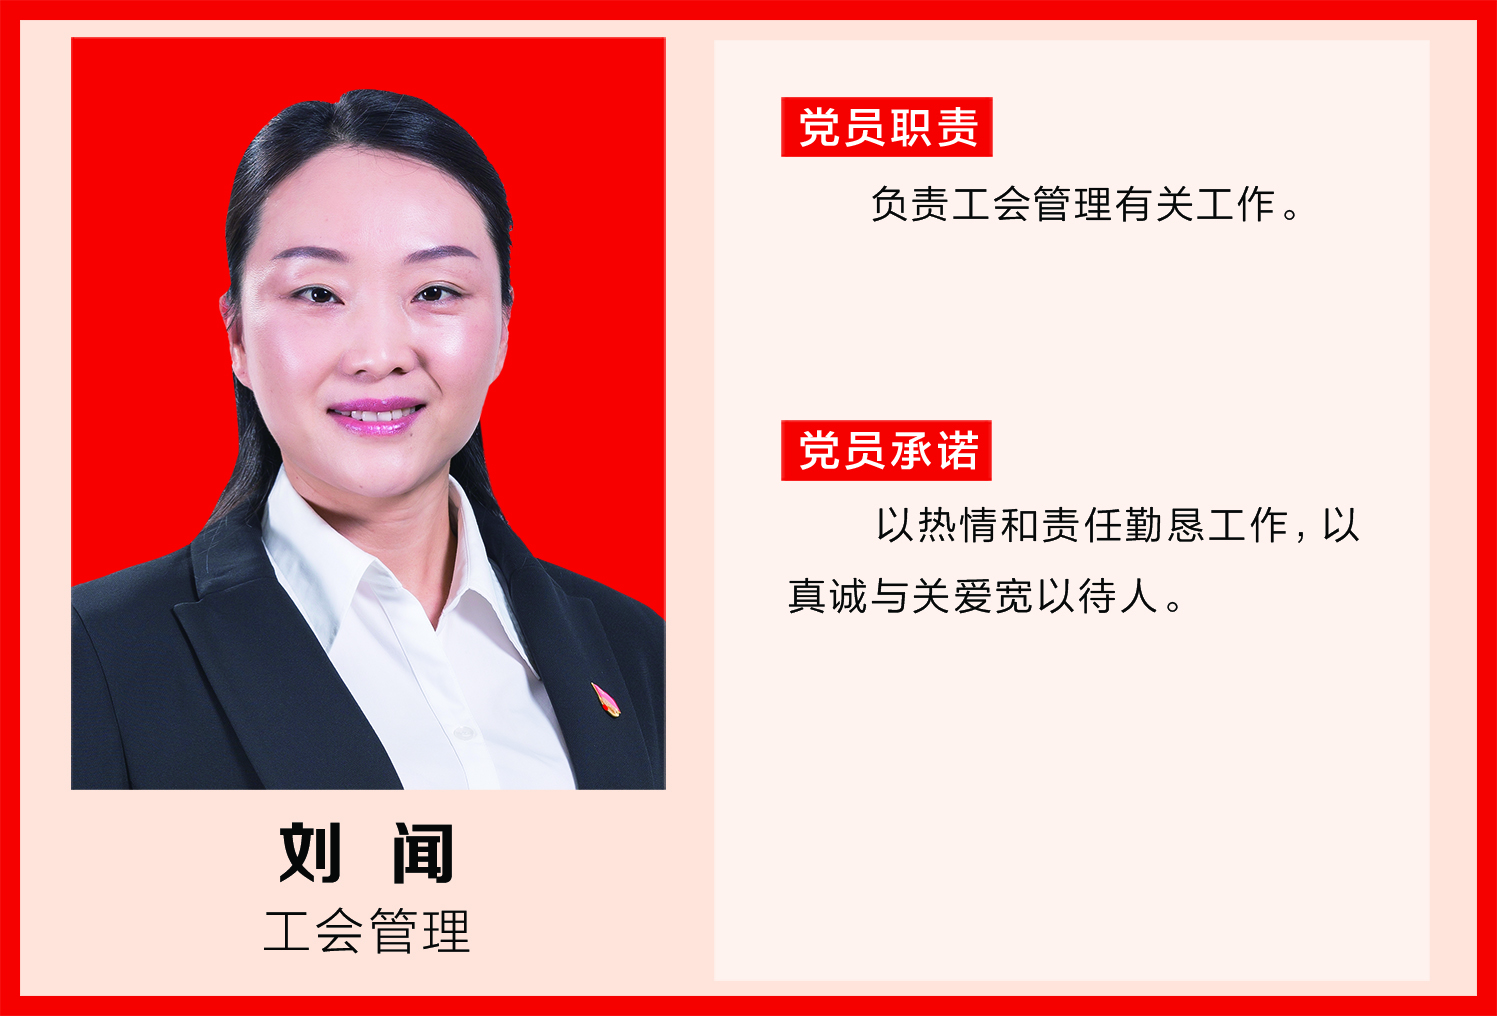 党员职责
负责工会管理有关工作。
党员承诺
以热情和责任勤恳工作，以
真诚与关爱宽以待人。
刘 闻
工会管理